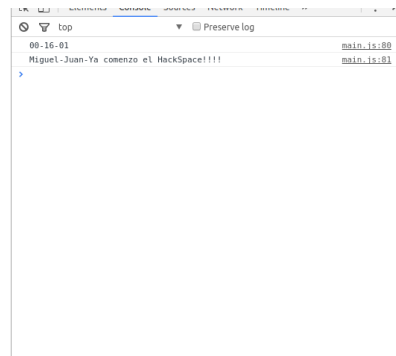 Elements Console Sources Network Timeline »
top ▼ Preserve log
00-16-01 main.js:80
Miguel-Juan-Ya comenzo el HackSpace!!!! main.js:81
>